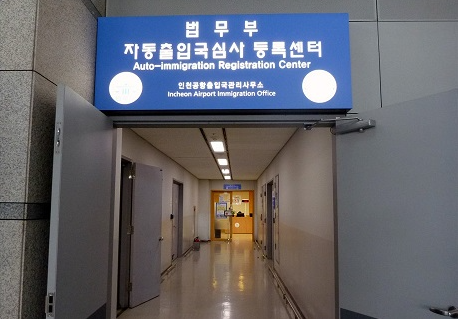 법무부
자동출입국심사 등록센터
Auto-immigration Registration Center
인천공항출입국관리사무소
Incheon Airport Immigration Office